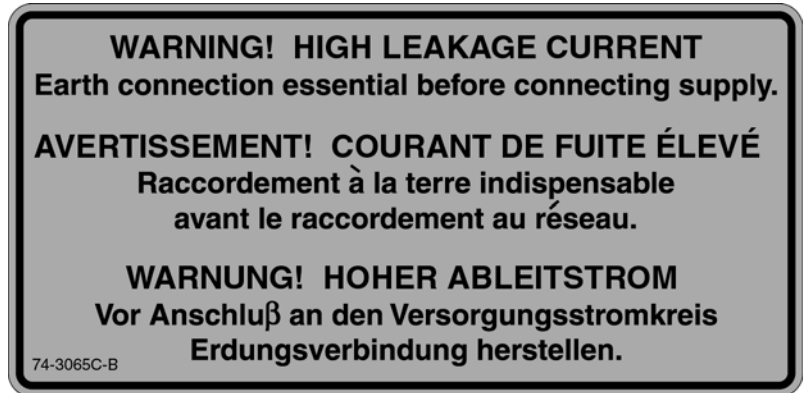 WARNING! HIGH LEAKAGE CURRENT
Earth connection essential before connecting supply.
AVERTISSEMENT! COURANT DE FUITE ÉLEVÉ
Raccordement à la terre indispensable
avant le raccordement au réseau.
WARNUNG! HOHER ABLEITSTROM
Vor Anschluβ an den Versorgungsstromkreis
Erdungsverbindung herstellen.
74-3065C-B